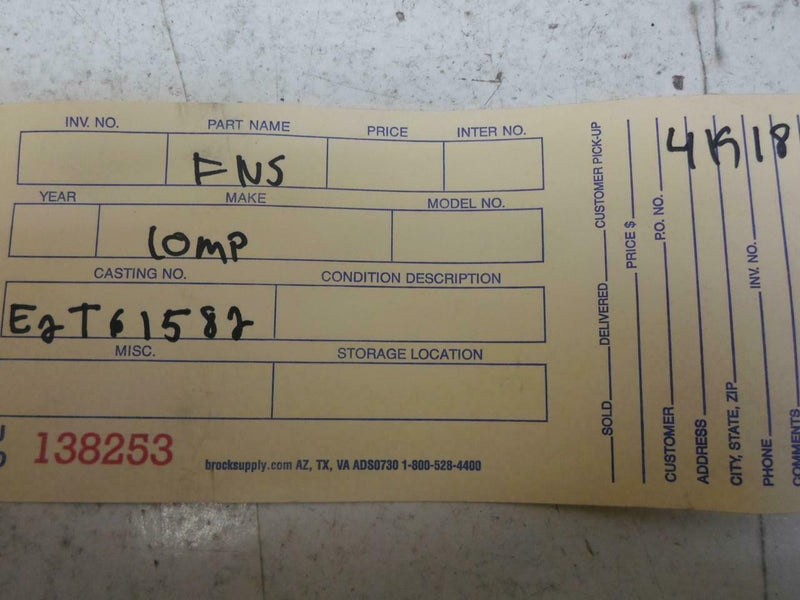 INV. NO. PART NAME PRICE INTER NO.
FNS
YEAR MAKE MODEL NO.
comp
CASTING NO. CONDITION DESCRIPTION
E2T61582
MISC. STORAGE LOCATION
138253
brocksupply.com AZ, TX, VA ADS0730 1-800-528-4400
SOLD DELIVERED CUSTOMER PICK-UP
PRICE $
CUSTOMER P.O. NO.
ADDRESS
CITY, STATE, ZIP
PHONE INV. NO.
COMMENTS